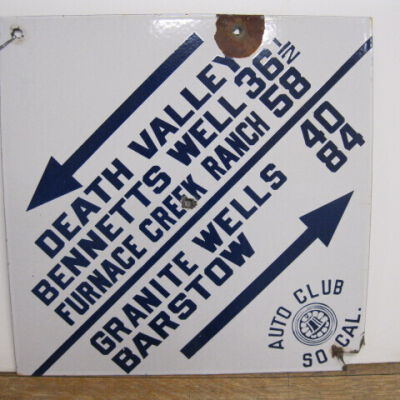 DEATH VALLEY
BENNETTS WELL 36½
FURNACE CREEK RANCH 58
GRANITE WELLS 40
BARSTOW 84
AUTO CLUB
SO. CAL.